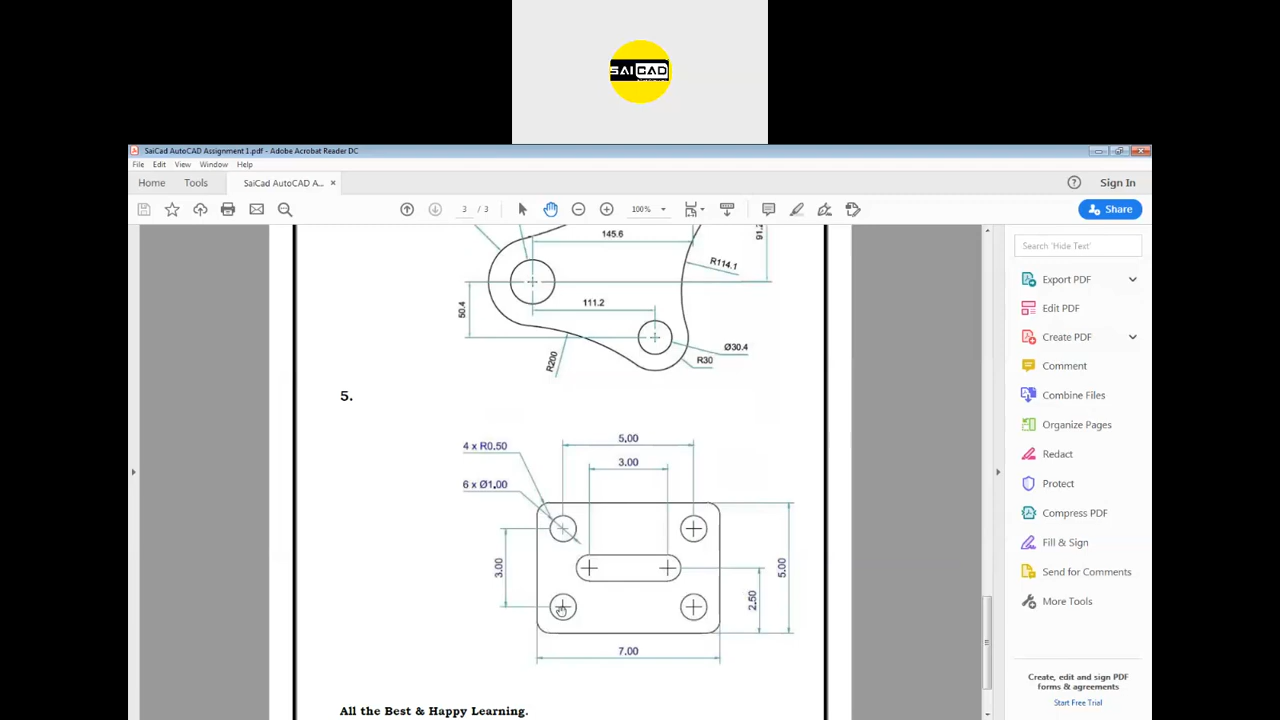 SAICAD
SaiCad AutoCAD Assignment 1.pdf - Adobe Acrobat Reader DC
File Edit View Window Help
Home Tools SaiCad AutoCAD A... × Sign In
3 / 3 100% Share
Search 'Hide Text'
Export PDF
Edit PDF
Create PDF
Comment
Combine Files
Organize Pages
Redact
Protect
Compress PDF
Fill & Sign
Send for Comments
More Tools
Create, edit and sign PDF
forms & agreements
Start Free Trial
145.6
R114.1
111.2
50.4
Ø30.4
R30
R200
5.
4 x R0.50
5.00
3.00
6 x Ø1.00
3.00
5.00
2.50
7.00
All the Best & Happy Learning.